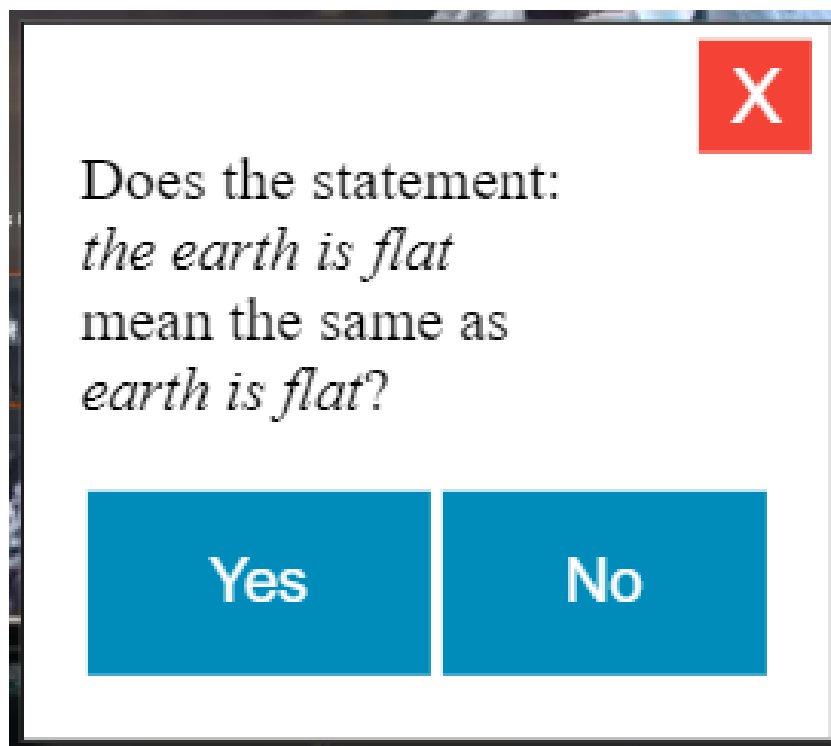 X
Does the statement:
the earth is flat
mean the same as
earth is flat?
Yes No